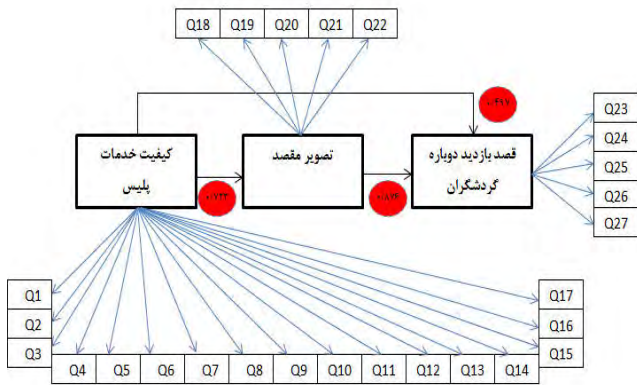 Q18 Q19 Q20 Q21 Q22
کیفیت خدمات
پلیس
تصویر مقصد
قصد بازدید دوباره
گردشگران
Q23
Q24
Q25
Q26
Q27
Q1
Q2
Q3
Q4 Q5 Q6 Q7 Q8 Q9 Q10 Q11 Q12 Q13 Q14
Q17
Q16
Q15